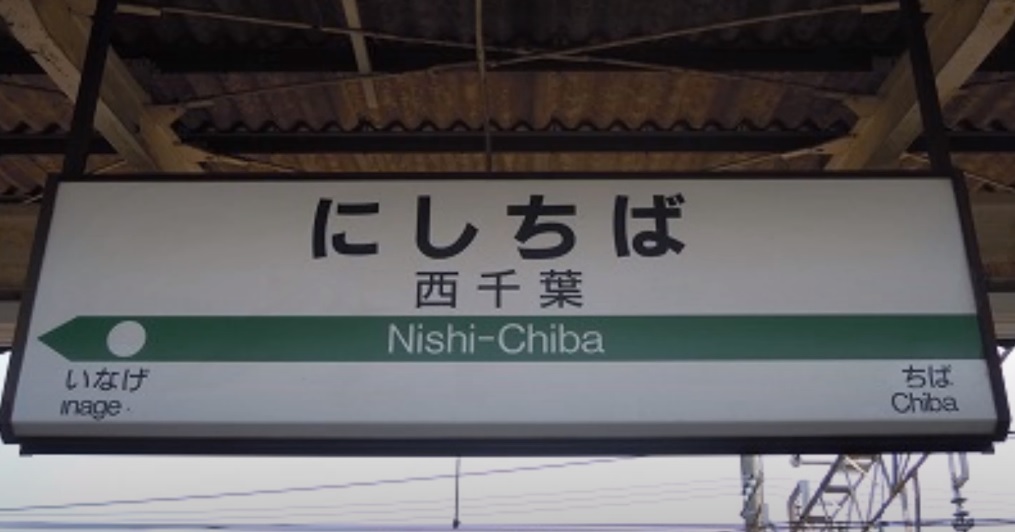 にしちば
西千葉
Nishi-Chiba
いなげ
Inage
ちば
Chiba